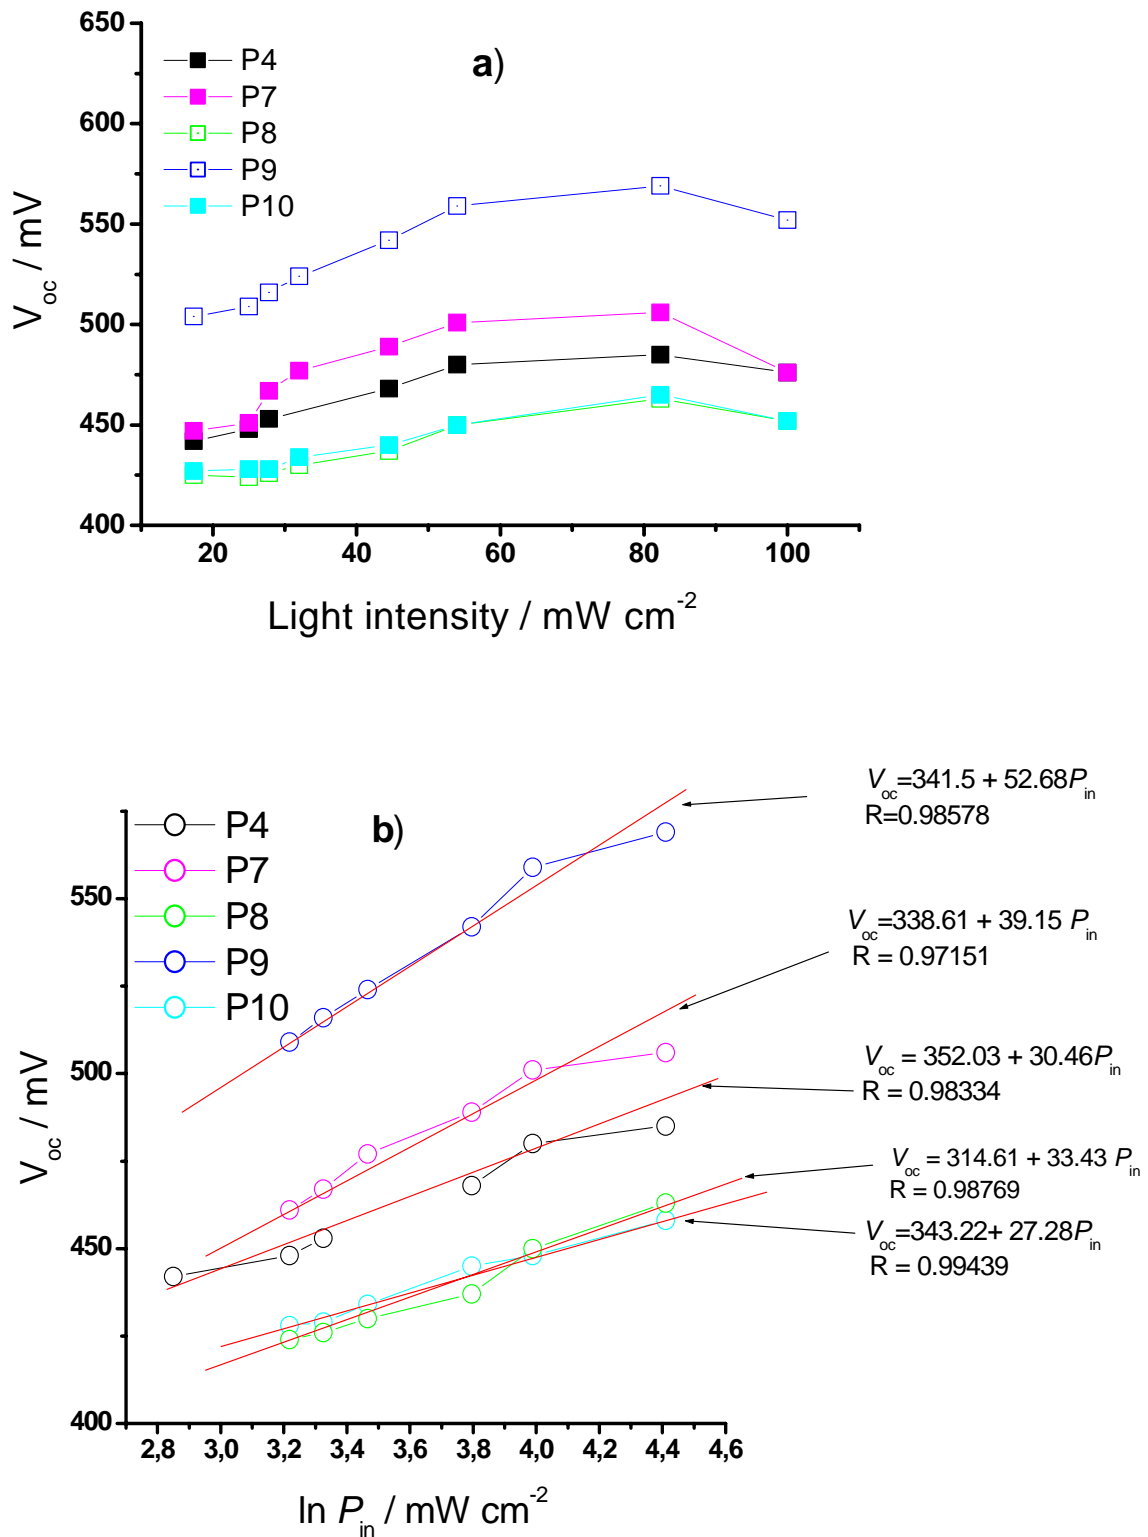 a)
P4
P7
P8
P9
P10
650
600
550
500
450
400
V_oc / mV
20
40
60
80
100
Light intensity / mW cm^-2
b)
P4
P7
P8
P9
P10
550
500
450
400
V_oc / mV
2,8
3,0
3,2
3,4
3,6
3,8
4,0
4,2
4,4
4,6
ln P_in / mW cm^-2
V_oc=341.5 + 52.68P_in
R=0.98578
V_oc=338.61 + 39.15 P_in
R = 0.97151
V_oc = 352.03 + 30.46P_in
R = 0.98334
V_oc = 314.61 + 33.43 P_in
R = 0.98769
V_oc=343.22+ 27.28P_in
R = 0.99439